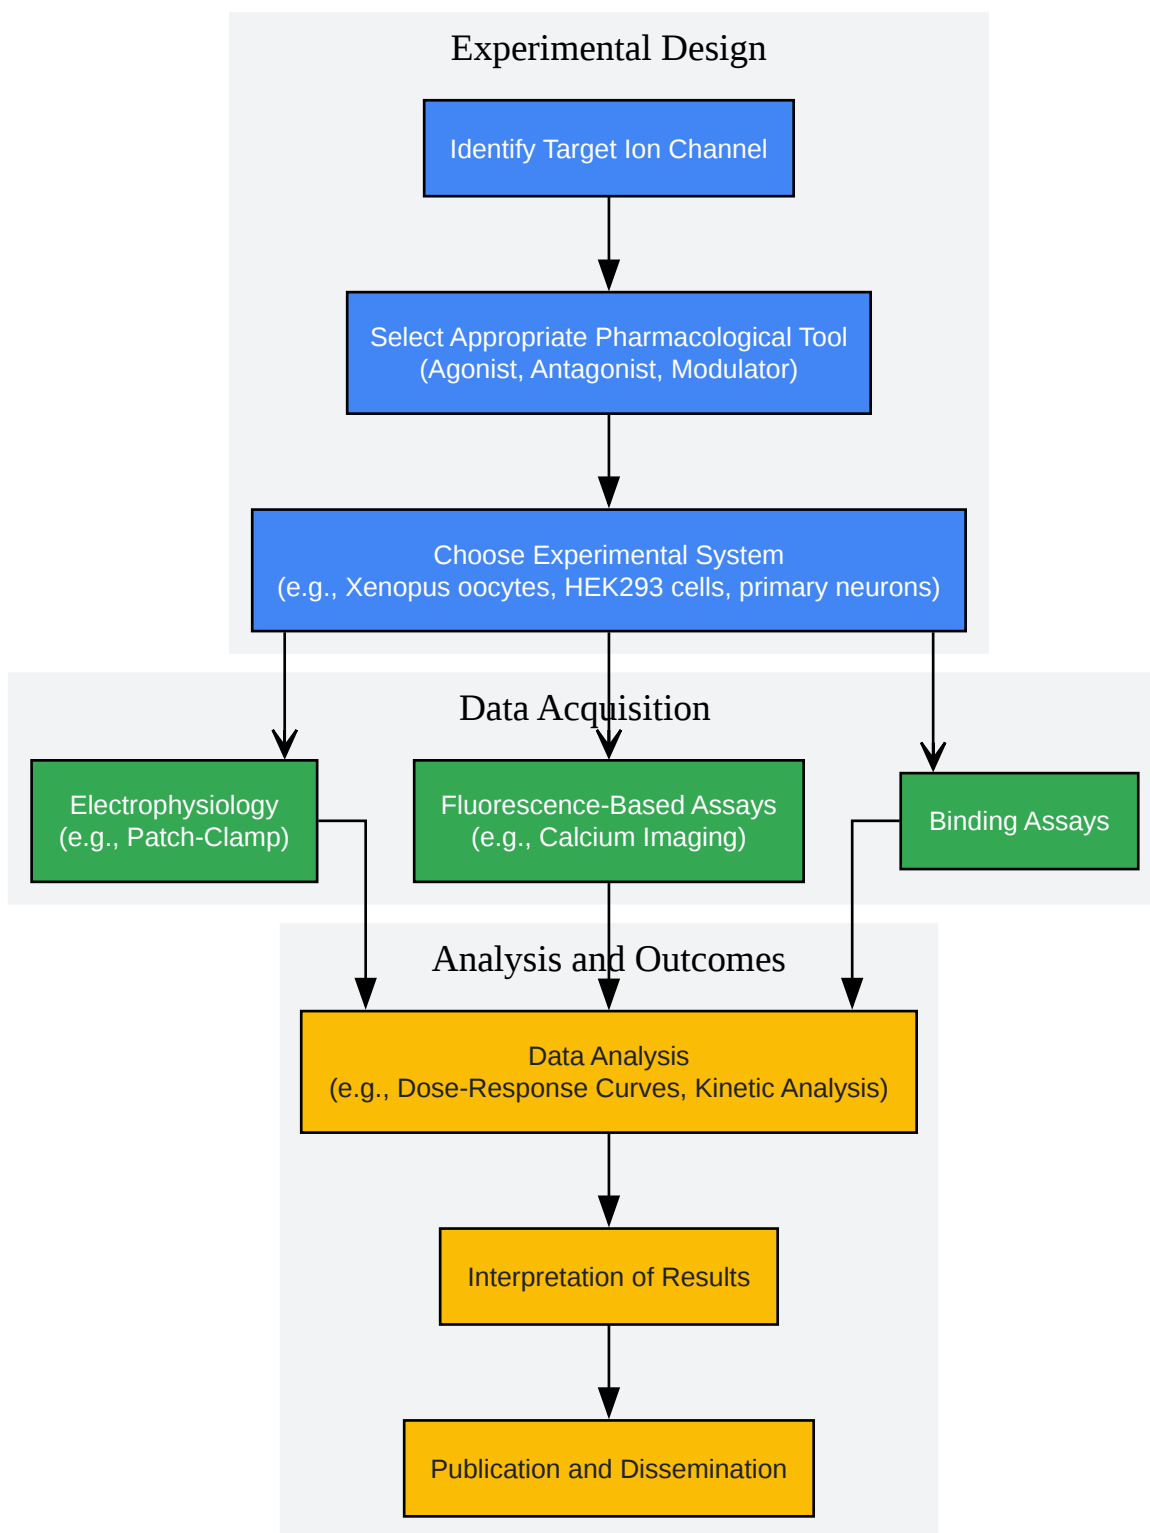 Experimental Design
Identify Target Ion Channel
Select Appropriate Pharmacological Tool
(Agonist, Antagonist, Modulator)
Choose Experimental System
(e.g., Xenopus oocytes, HEK293 cells, primary neurons)
Data Acquisition
Electrophysiology
(e.g., Patch-Clamp)
Fluorescence-Based Assays
(e.g., Calcium Imaging)
Binding Assays
Analysis and Outcomes
Data Analysis
(e.g., Dose-Response Curves, Kinetic Analysis)
Interpretation of Results
Publication and Dissemination